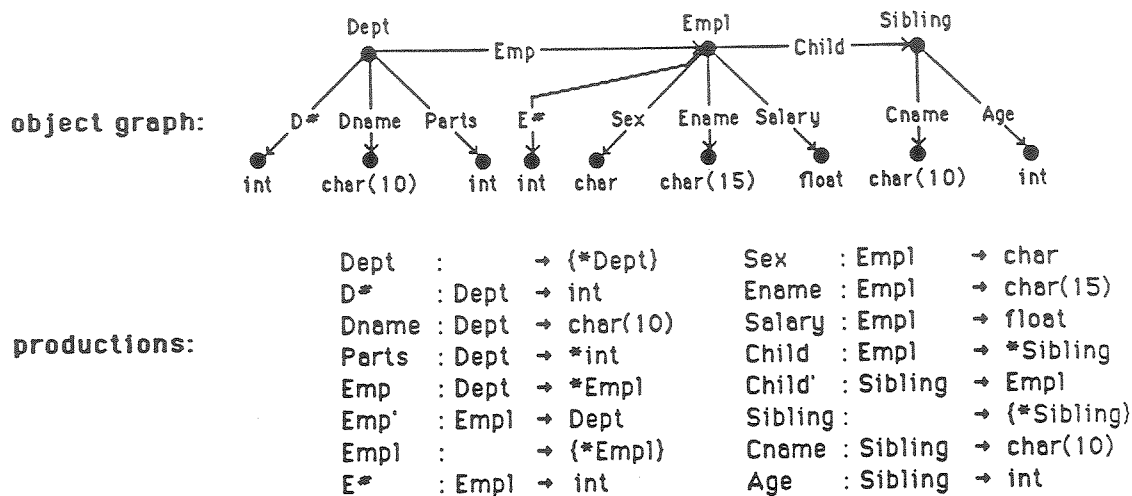 Dept Empl Sibling
Emp Child
object graph: D# Dname Parts E# Sex Ename Salary Cname Age
int char(10) int int char char(15) float char(10) int
productions:
Dept : → {*Dept}
D# : Dept → int
Dname : Dept → char(10)
Parts : Dept → *int
Emp : Dept → *Empl
Emp' : Empl → Dept
Empl : → {*Empl}
E# : Empl → int
Sex : Empl → char
Ename : Empl → char(15)
Salary : Empl → float
Child : Empl → *Sibling
Child' : Sibling → Empl
Sibling : → {*Sibling}
Cname : Sibling → char(10)
Age : Sibling → int